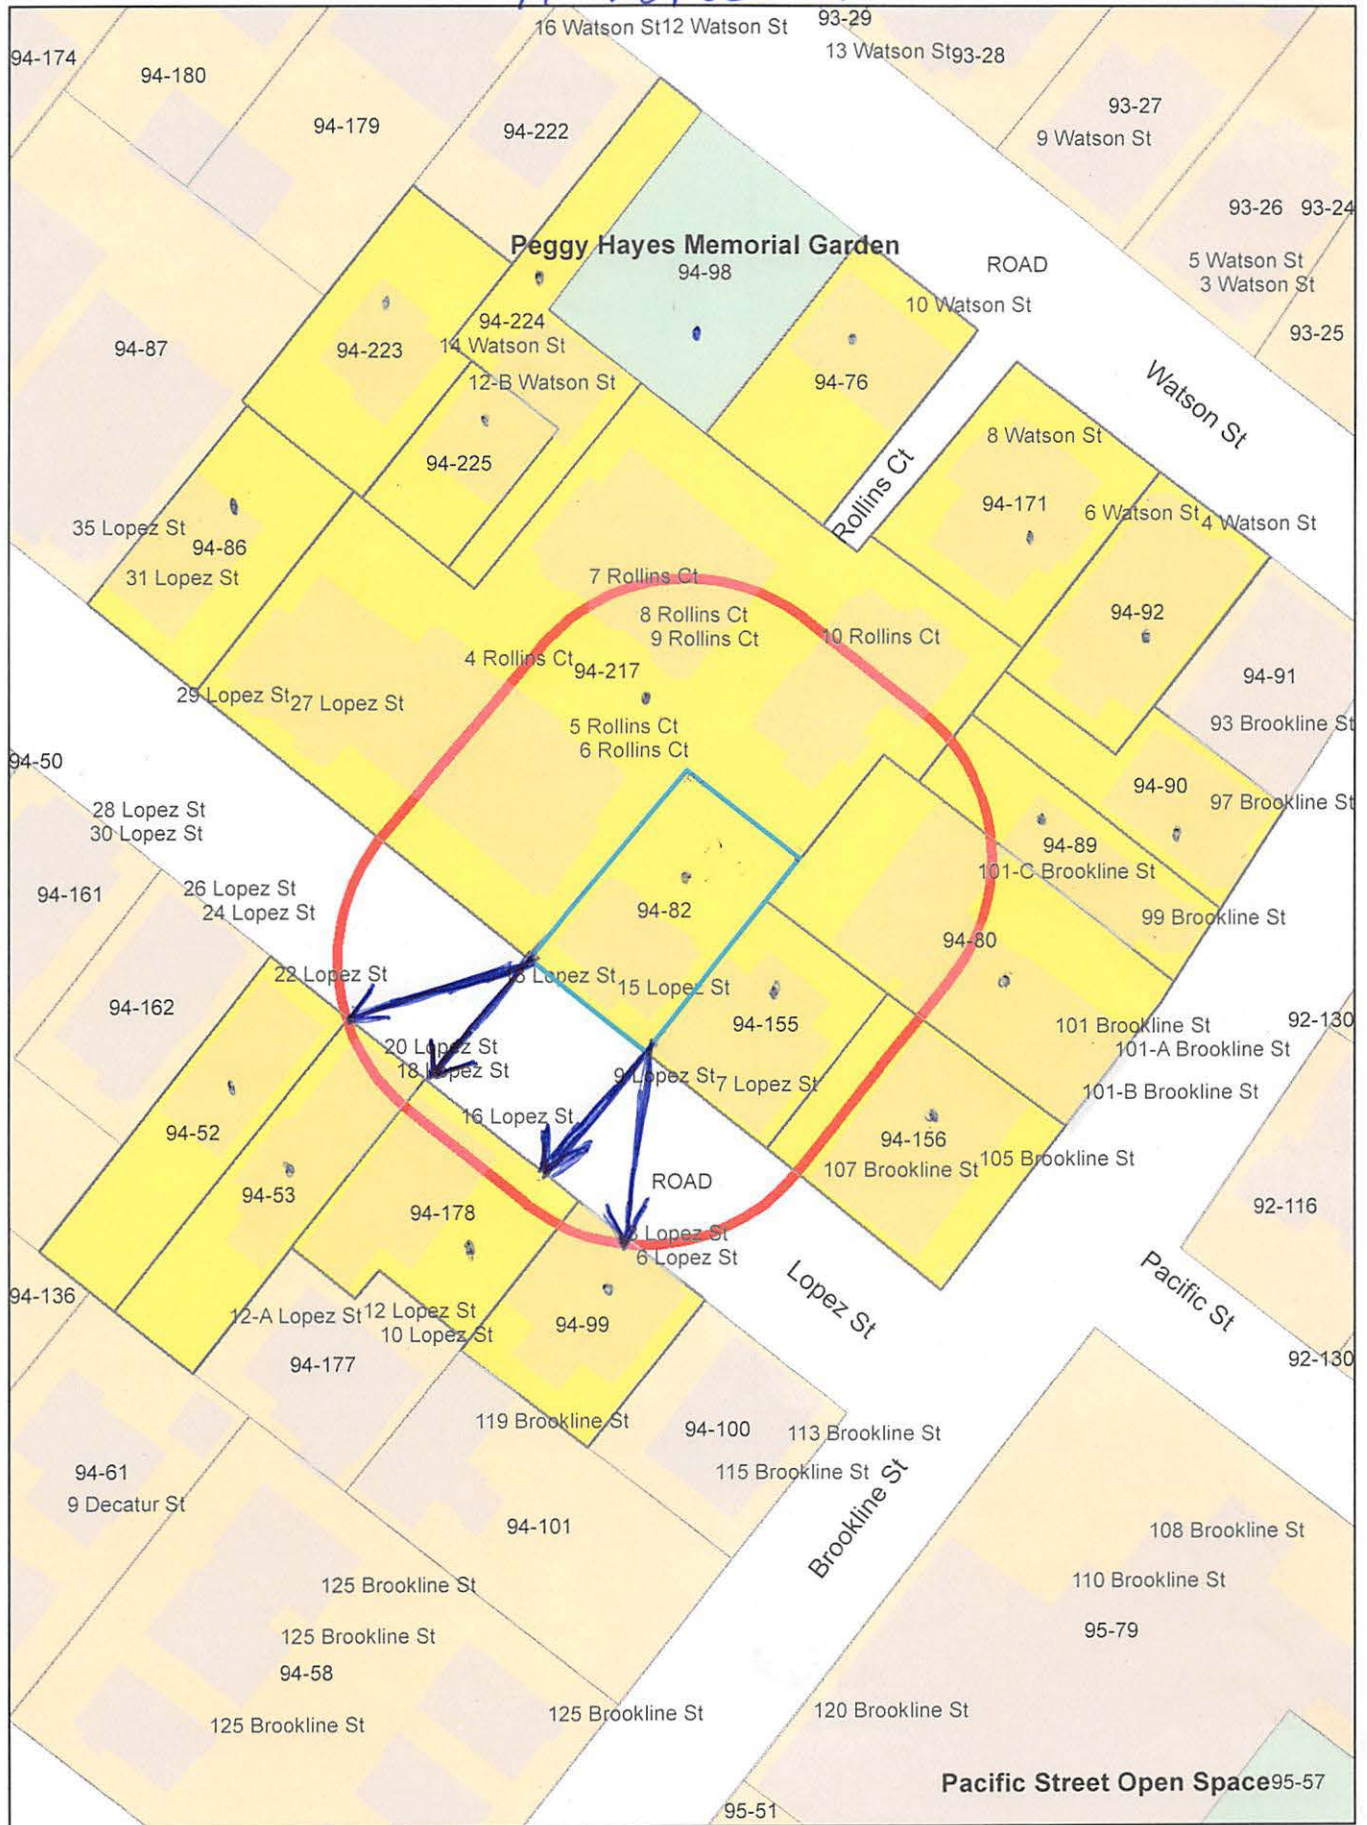 16 Watson St
12 Watson St
93-29
13 Watson St
93-28
94-174
94-180
94-179
94-222
93-27
9 Watson St
93-26
93-24
Peggy Hayes Memorial Garden
94-98
ROAD
5 Watson St
3 Watson St
10 Watson St
93-25
94-224
94-87
94-223
14 Watson St
12-B Watson St
94-76
Watson St
8 Watson St
94-225
Rollins Ct
94-171
6 Watson St
4 Watson St
35 Lopez St
94-86
31 Lopez St
7 Rollins Ct
8 Rollins Ct
9 Rollins Ct
10 Rollins Ct
94-92
4 Rollins Ct
94-217
94-91
29 Lopez St
27 Lopez St
5 Rollins Ct
6 Rollins Ct
93 Brookline St
94-50
94-90
97 Brookline St
28 Lopez St
30 Lopez St
94-89
101-C Brookline St
94-161
26 Lopez St
24 Lopez St
94-82
99 Brookline St
94-80
22 Lopez St
Lopez St
15 Lopez St
94-162
94-155
101 Brookline St
92-130
20 Lopez St
18 Lopez St
101-A Brookline St
9 Lopez St
7 Lopez St
101-B Brookline St
16 Lopez St
94-52
94-156
107 Brookline St
105 Brookline St
94-53
ROAD
94-178
92-116
Lopez St
6 Lopez St
94-136
Lopez St
Pacific St
12-A Lopez St
12 Lopez St
10 Lopez St
94-99
94-177
92-130
119 Brookline St
94-100
113 Brookline St
94-61
115 Brookline St
9 Decatur St
Brookline St
94-101
108 Brookline St
125 Brookline St
110 Brookline St
125 Brookline St
95-79
94-58
125 Brookline St
125 Brookline St
120 Brookline St
Pacific Street Open Space
95-57
95-51